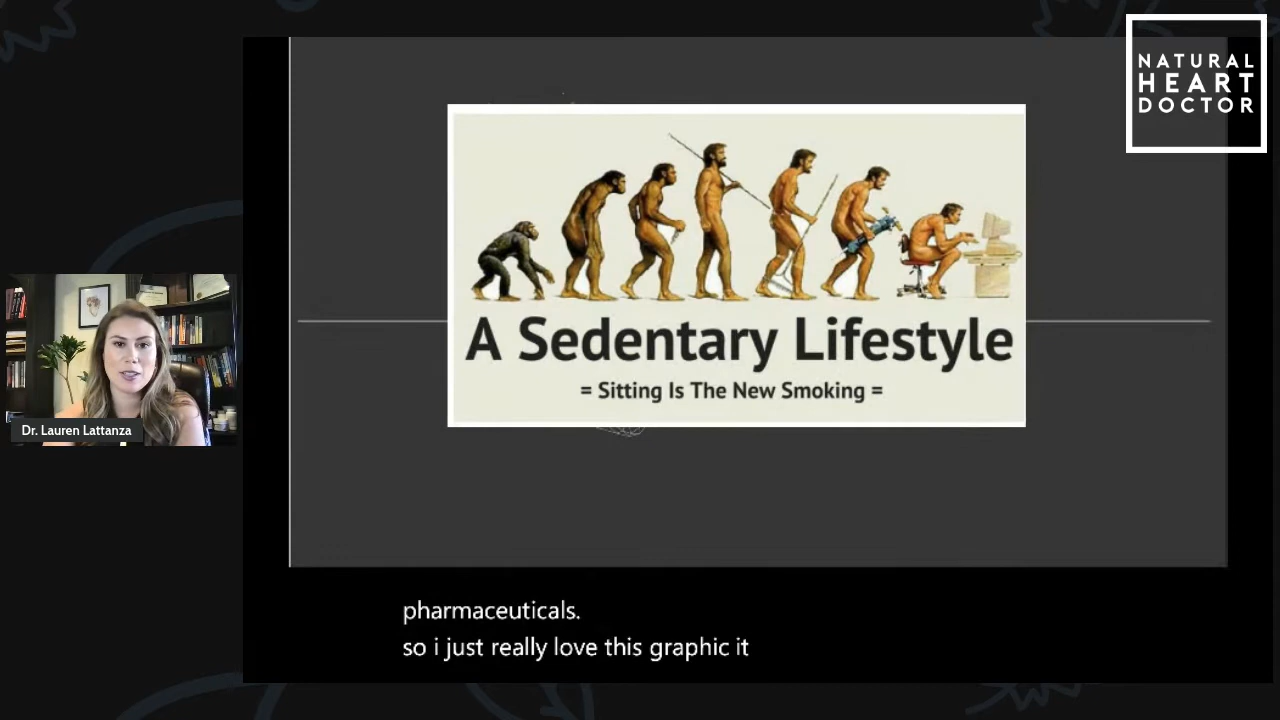 NATURAL
HEART
DOCTOR
A Sedentary Lifestyle
= Sitting Is The New Smoking =
Dr. Lauren Lattanza
pharmaceuticals.
so i just really love this graphic it